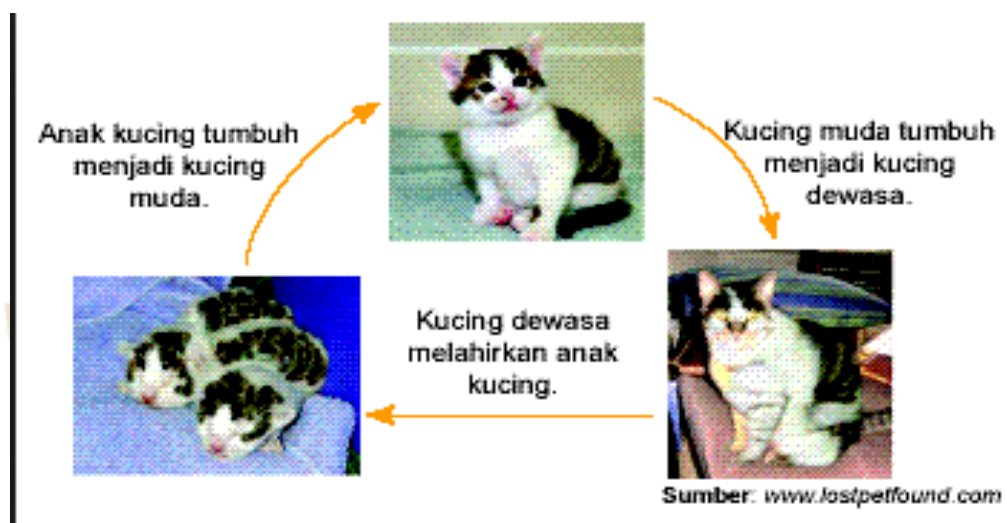 Anak kucing tumbuh
menjadi kucing
muda.
Kucing muda tumbuh
menjadi kucing
dewasa.
Kucing dewasa
melahirkan anak
kucing.
Sumber: www.lostpetfound.com